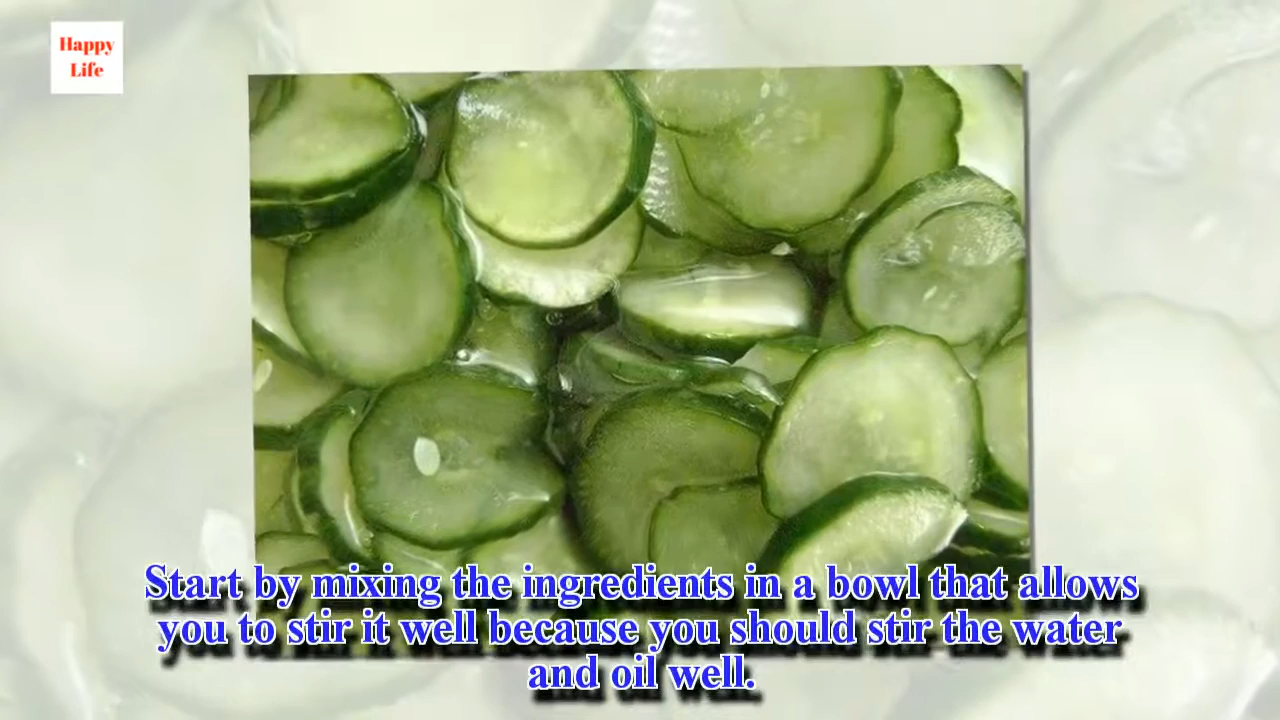 Happy
Life
Start by mixing the ingredients in a bowl that allows
you to stir it well because you should stir the water
and oil well.